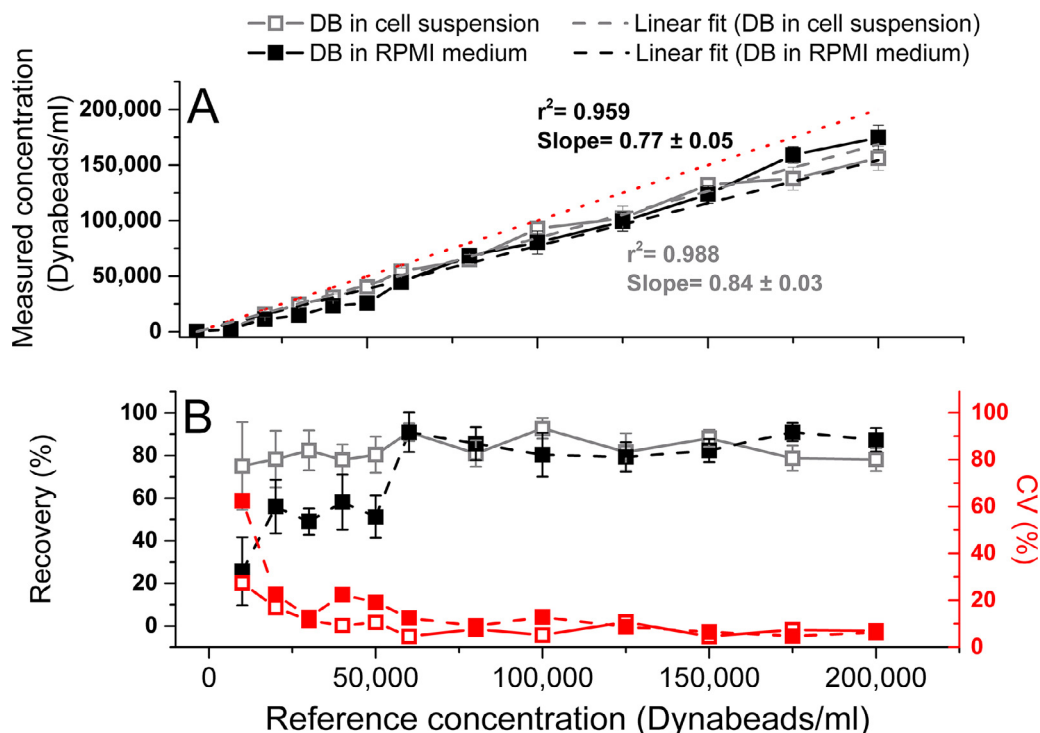 DB in cell suspension
Linear fit (DB in cell suspension)
DB in RPMI medium
Linear fit (DB in RPMI medium)
A
Measured concentration
(Dynabeads/ml)
200,000
150,000
100,000
50,000
0
r²= 0.959
Slope= 0.77 ± 0.05
r²= 0.988
Slope= 0.84 ± 0.03
B
Recovery (%)
100
80
60
40
20
0
100
80
60
40
20
0
CV (%)
0
50,000
100,000
150,000
200,000
Reference concentration (Dynabeads/ml)